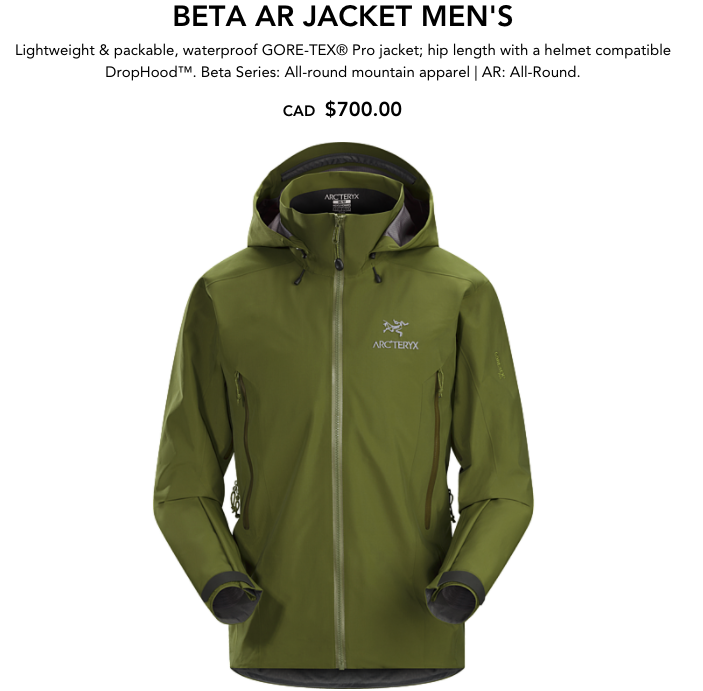 BETA AR JACKET MEN'S
Lightweight & packable, waterproof GORE-TEX® Pro jacket; hip length with a helmet compatible
DropHood™. Beta Series: All-round mountain apparel | AR: All-Round.
CAD $700.00
ARC'TERYX
ARC'TERYX